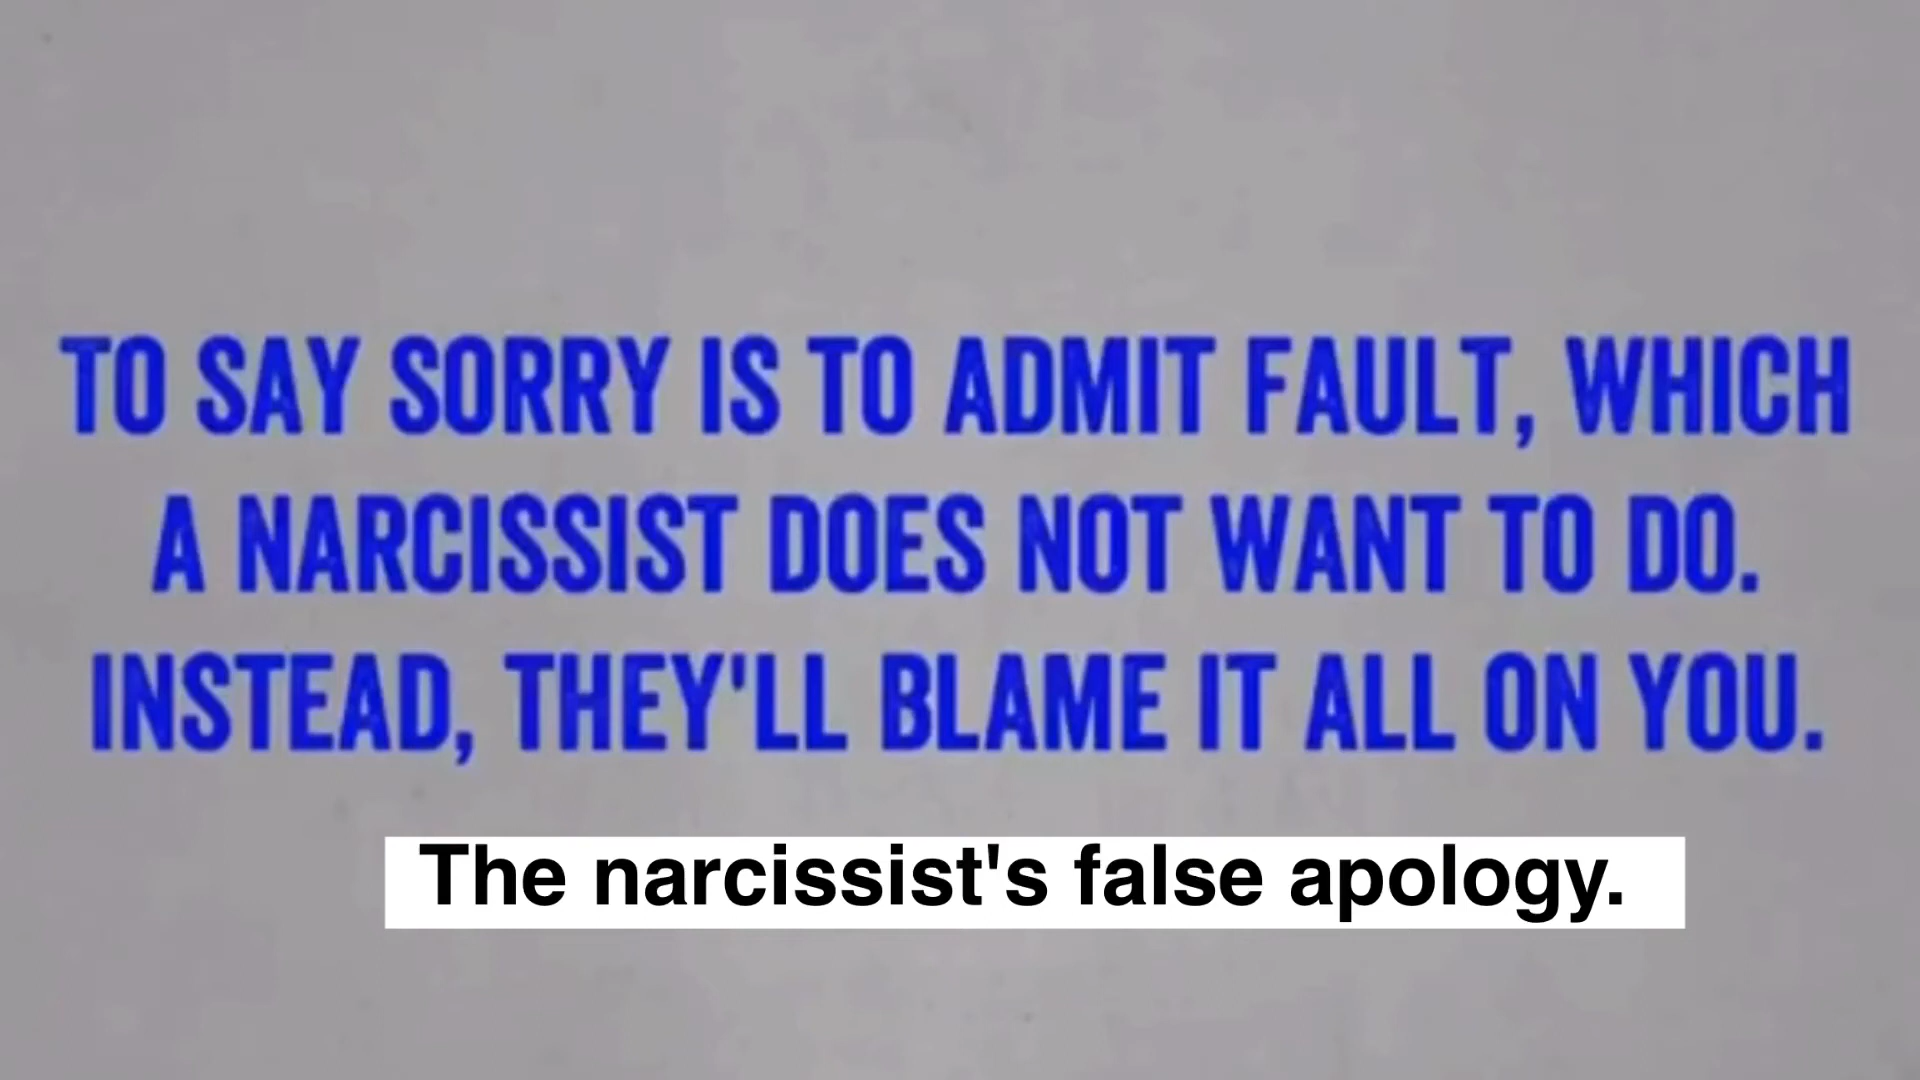 TO SAY SORRY IS TO ADMIT FAULT, WHICH
A NARCISSIST DOES NOT WANT TO DO.
INSTEAD, THEY'LL BLAME IT ALL ON YOU.
The narcissist's false apology.